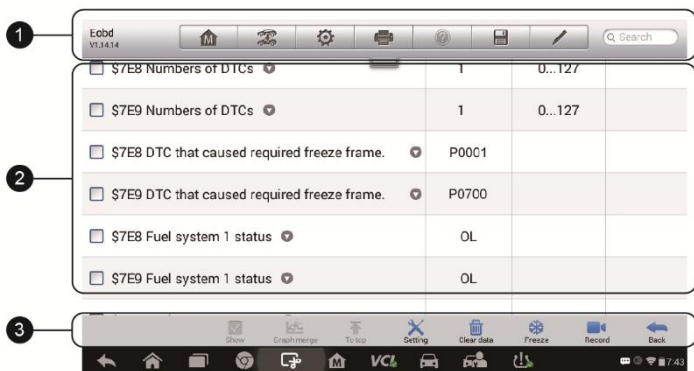 1
Eobd
V1.14.14
M
Search
2
$7E8 Numbers of DTCs 1 0...127
$7E9 Numbers of DTCs 1 0...127
$7E8 DTC that caused required freeze frame. P0001
$7E9 DTC that caused required freeze frame. P0700
$7E8 Fuel system 1 status OL
$7E9 Fuel system 1 status OL
3
Show Graph merge To top Setting Clear data Freeze Record Back
M VCI 7:43